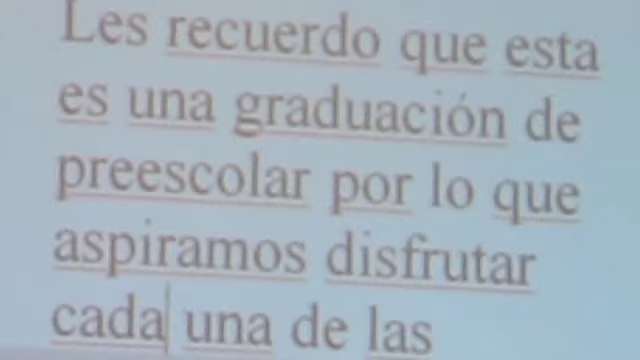 Les recuerdo que esta
es una graduación de
preescolar por lo que
aspiramos disfrutar
cada una de las